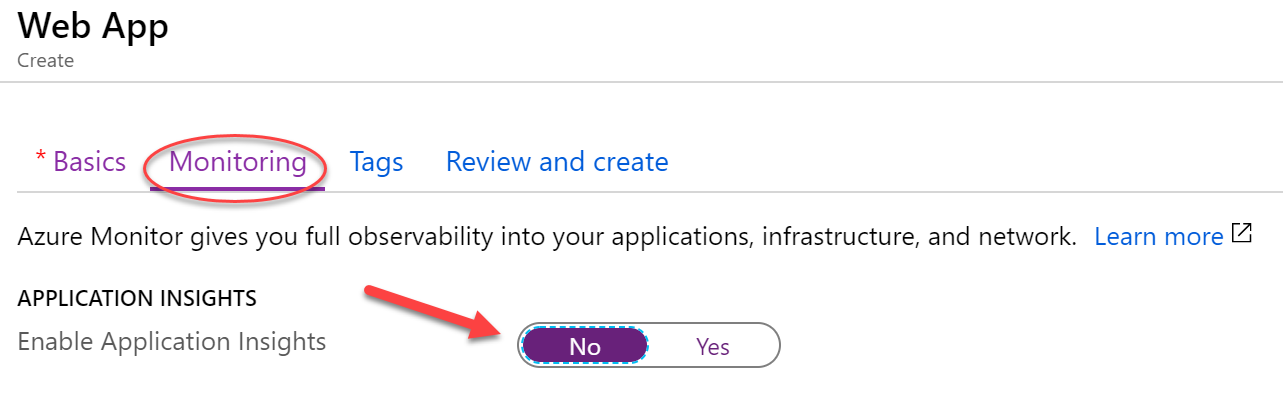 Web App
Create
* Basics Monitoring Tags Review and create
Azure Monitor gives you full observability into your applications, infrastructure, and network. Learn more
APPLICATION INSIGHTS
Enable Application Insights No Yes